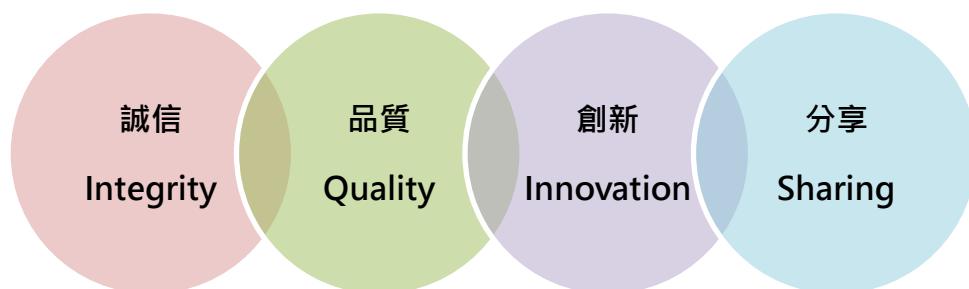 誠信
Integrity
品質
Quality
創新
Innovation
分享
Sharing